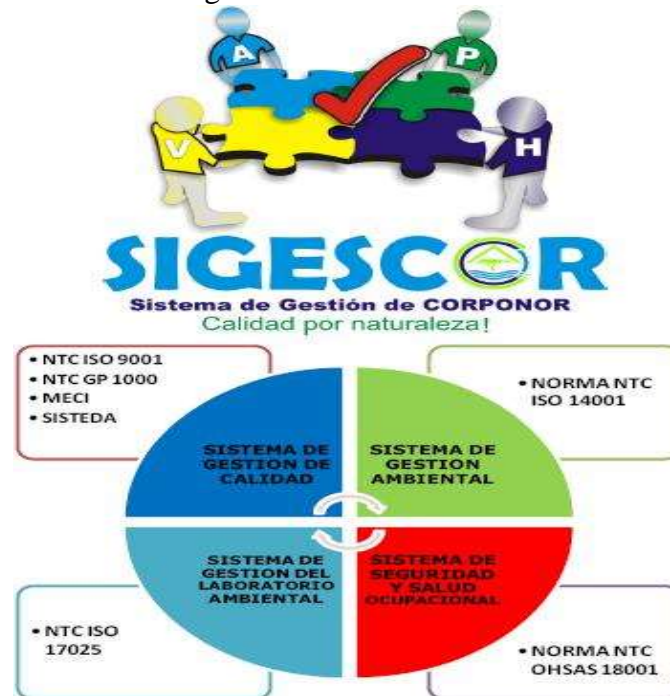 A
P
V
H
SIGESCOR
Sistema de Gestión de CORPONOR
Calidad por naturaleza!
• NTC ISO 9001
• NTC GP 1000
• MECI
• SISTEDA
• NORMA NTC
ISO 14001
SISTEMA DE
GESTION DE
CALIDAD
SISTEMA DE
GESTION
AMBIENTAL
SISTEMA DE
GESTION DEL
LABORATORIO
AMBIENTAL
SISTEMA DE
SEGURIDAD
Y SALUD
OCUPACIONAL
• NTC ISO
17025
• NORMA NTC
OHSAS 18001